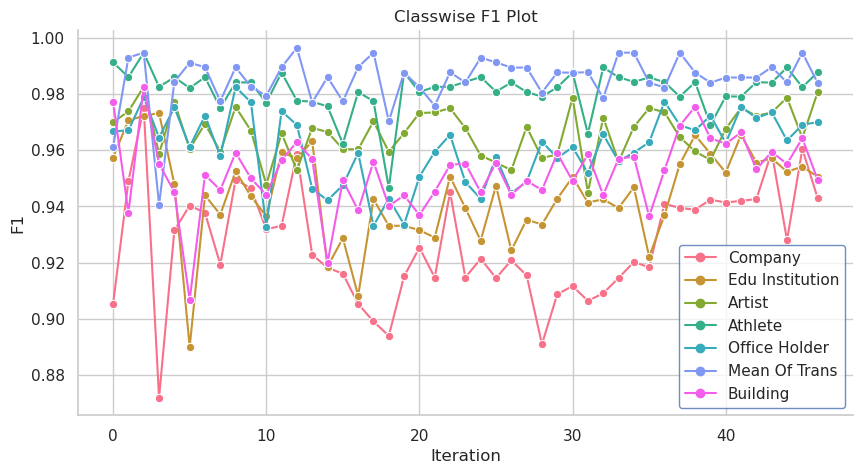 Classwise F1 Plot
1.00
0.98
0.96
0.94
0.92
0.90
0.88
F1
0
10
20
30
40
Iteration
Company
Edu Institution
Artist
Athlete
Office Holder
Mean Of Trans
Building